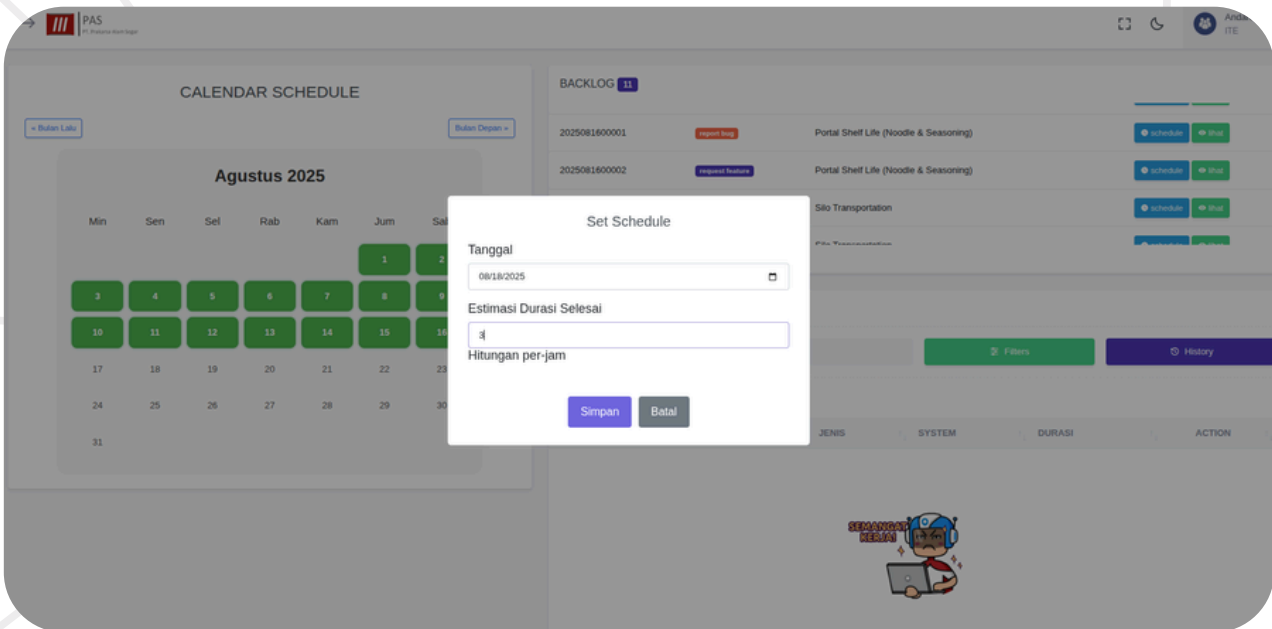 PAS
Anda
ITE
CALENDAR SCHEDULE
« Bulan Lalu
Bulan Depan »
Agustus 2025
Min Sen Sel Rab Kam Jum Sab
1 2
3 4 5 6 7 8 9
10 11 12 13 14 15 16
17 18 19 20 21 22 23
24 25 26 27 28 29 30
31
BACKLOG 11
2025081600001 report bug Portal Shelf Life (Noodle & Seasoning) schedule lihat
2025081600002 request feature Portal Shelf Life (Noodle & Seasoning) schedule lihat
Silo Transportation schedule lihat
Silo Transportation schedule lihat
Set Schedule
Tanggal
08/18/2025
Estimasi Durasi Selesai
3
Hitungan per-jam
Simpan Batal
Filters History
JENIS SYSTEM DURASI ACTION
SEMANGAT
KERJA!